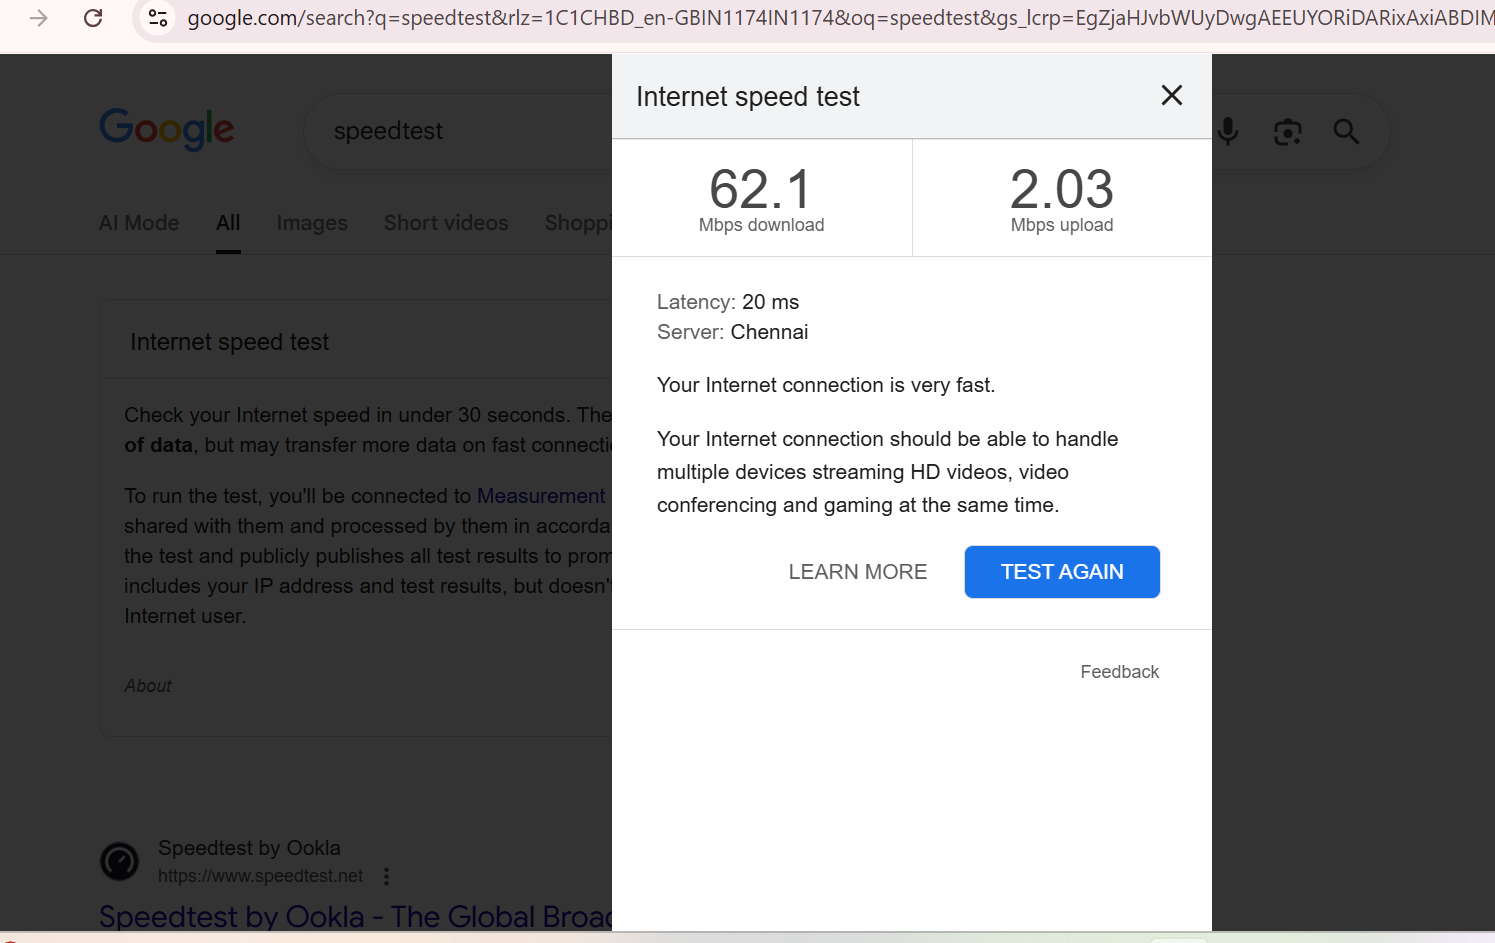 google.com/search?q=speedtest&rlz=1C1CHBD_en-GBIN1174IN1174&oq=speedtest&gs_lcrp=EgZjaHJvbWUyDwgAEEUYORiDARixAxiABDIM
Google
speedtest
AI Mode
All
Images
Short videos
Shoppi
Internet speed test
Check your Internet speed in under 30 seconds. The
of data, but may transfer more data on fast connecti
To run the test, you'll be connected to Measurement
shared with them and processed by them in accorda
the test and publicly publishes all test results to prom
includes your IP address and test results, but doesn't
Internet user.
About
Speedtest by Ookla
https://www.speedtest.net
Speedtest by Ookla - The Global Broad
Internet speed test
62.1
Mbps download
2.03
Mbps upload
Latency: 20 ms
Server: Chennai
Your Internet connection is very fast.
Your Internet connection should be able to handle
multiple devices streaming HD videos, video
conferencing and gaming at the same time.
LEARN MORE
TEST AGAIN
Feedback